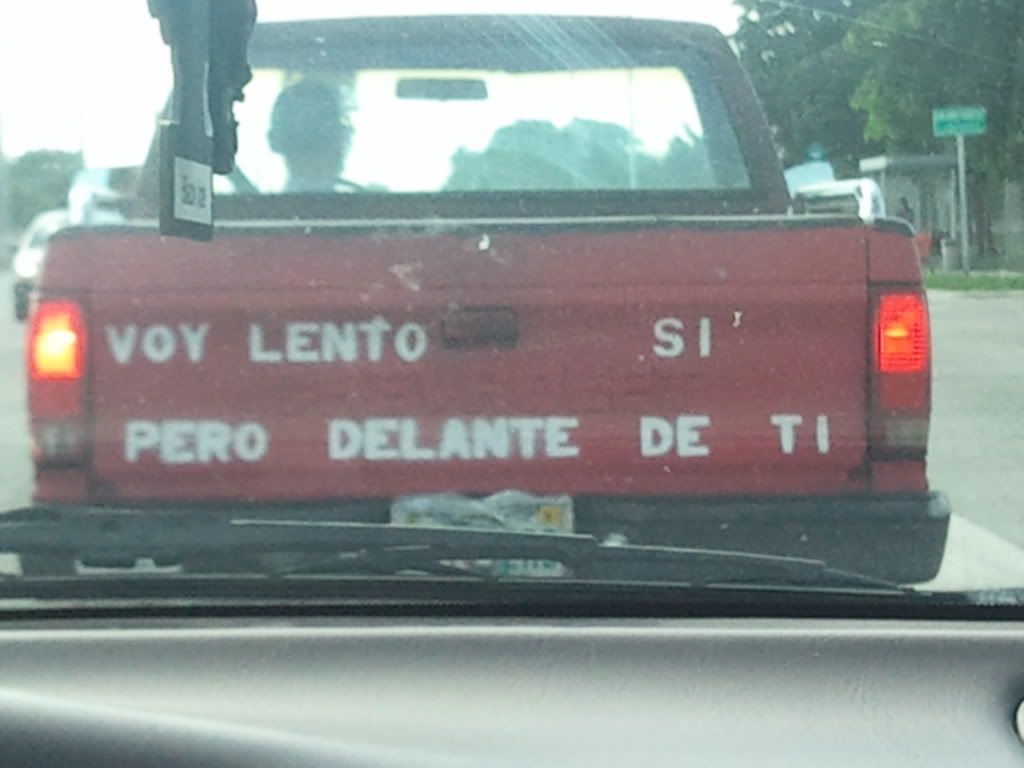 VOY LENTO SI
PERO DELANTE DE TI